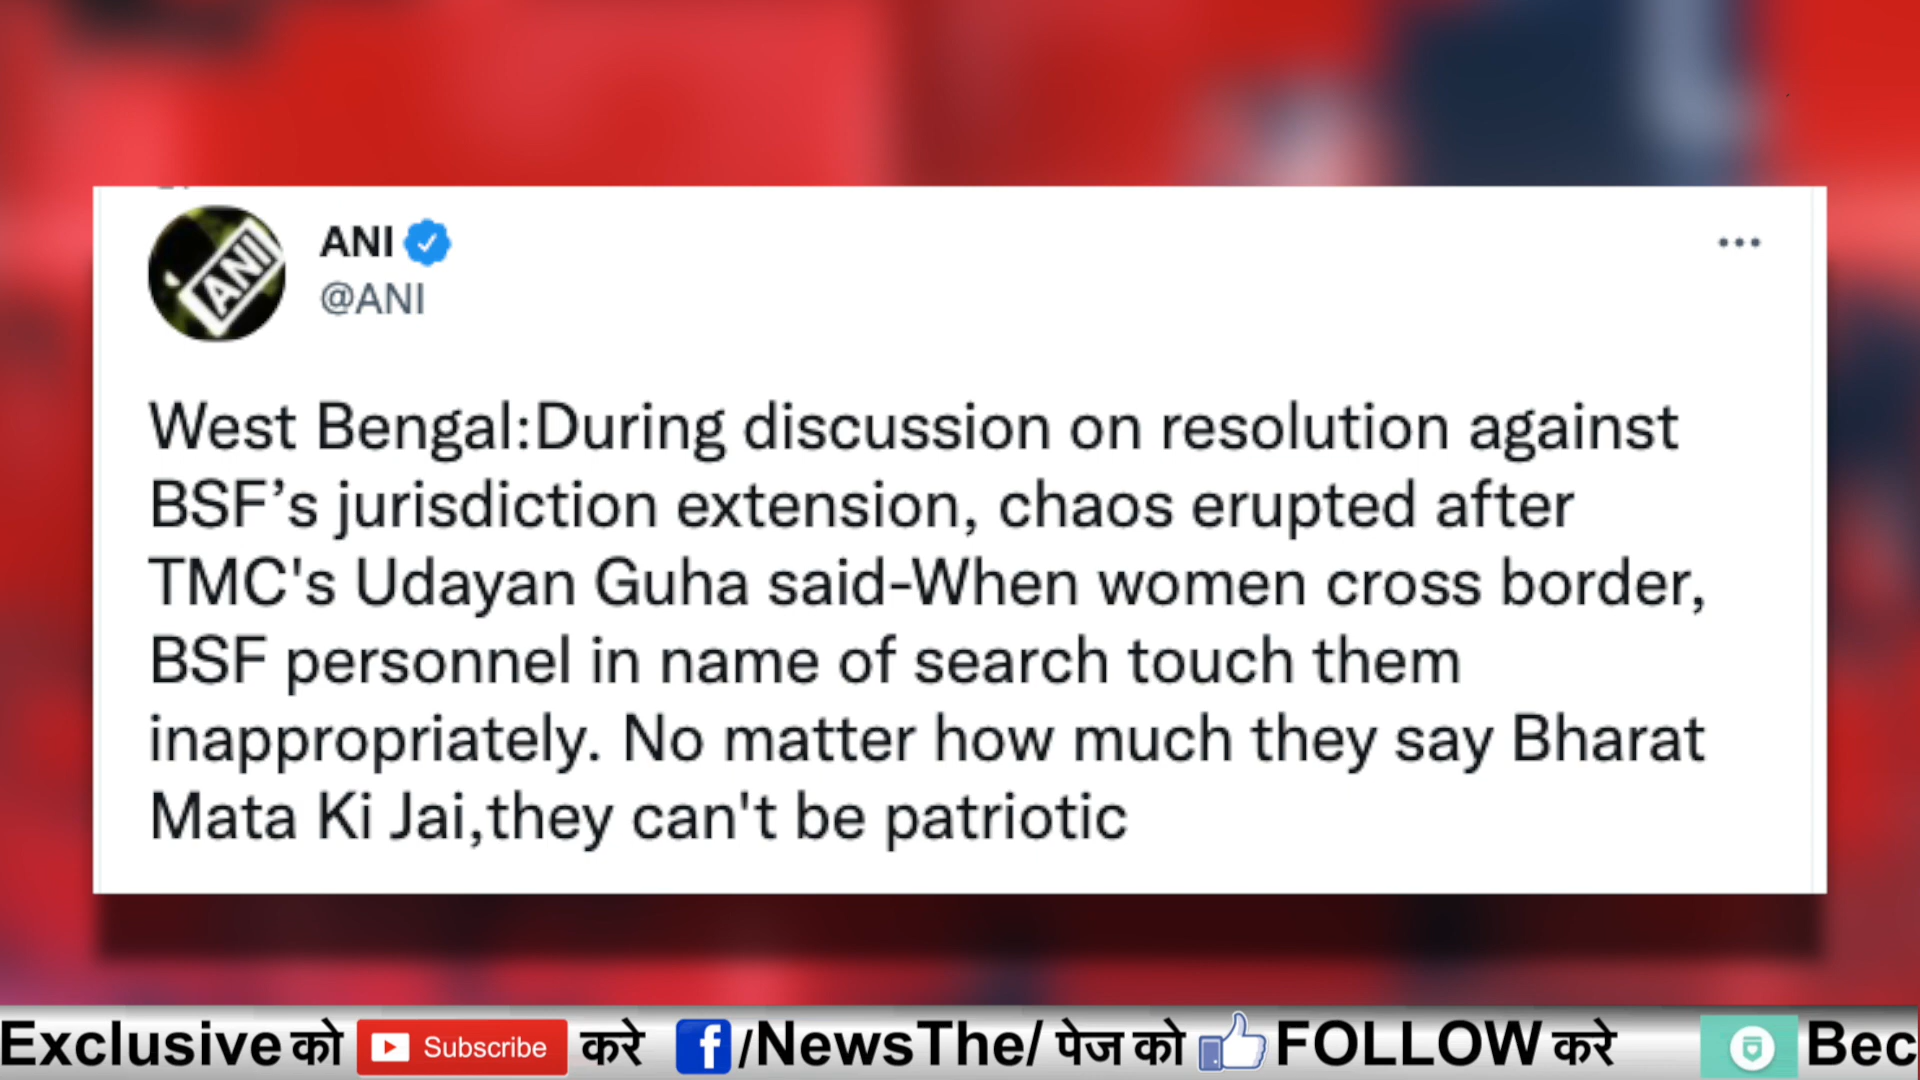 ANI
ANI
@ANI
West Bengal:During discussion on resolution against
BSF’s jurisdiction extension, chaos erupted after
TMC's Udayan Guha said-When women cross border,
BSF personnel in name of search touch them
inappropriately. No matter how much they say Bharat
Mata Ki Jai,they can't be patriotic
Exclusive को Subscribe करे f/NewsThe/ पेज को FOLLOW करे Bec